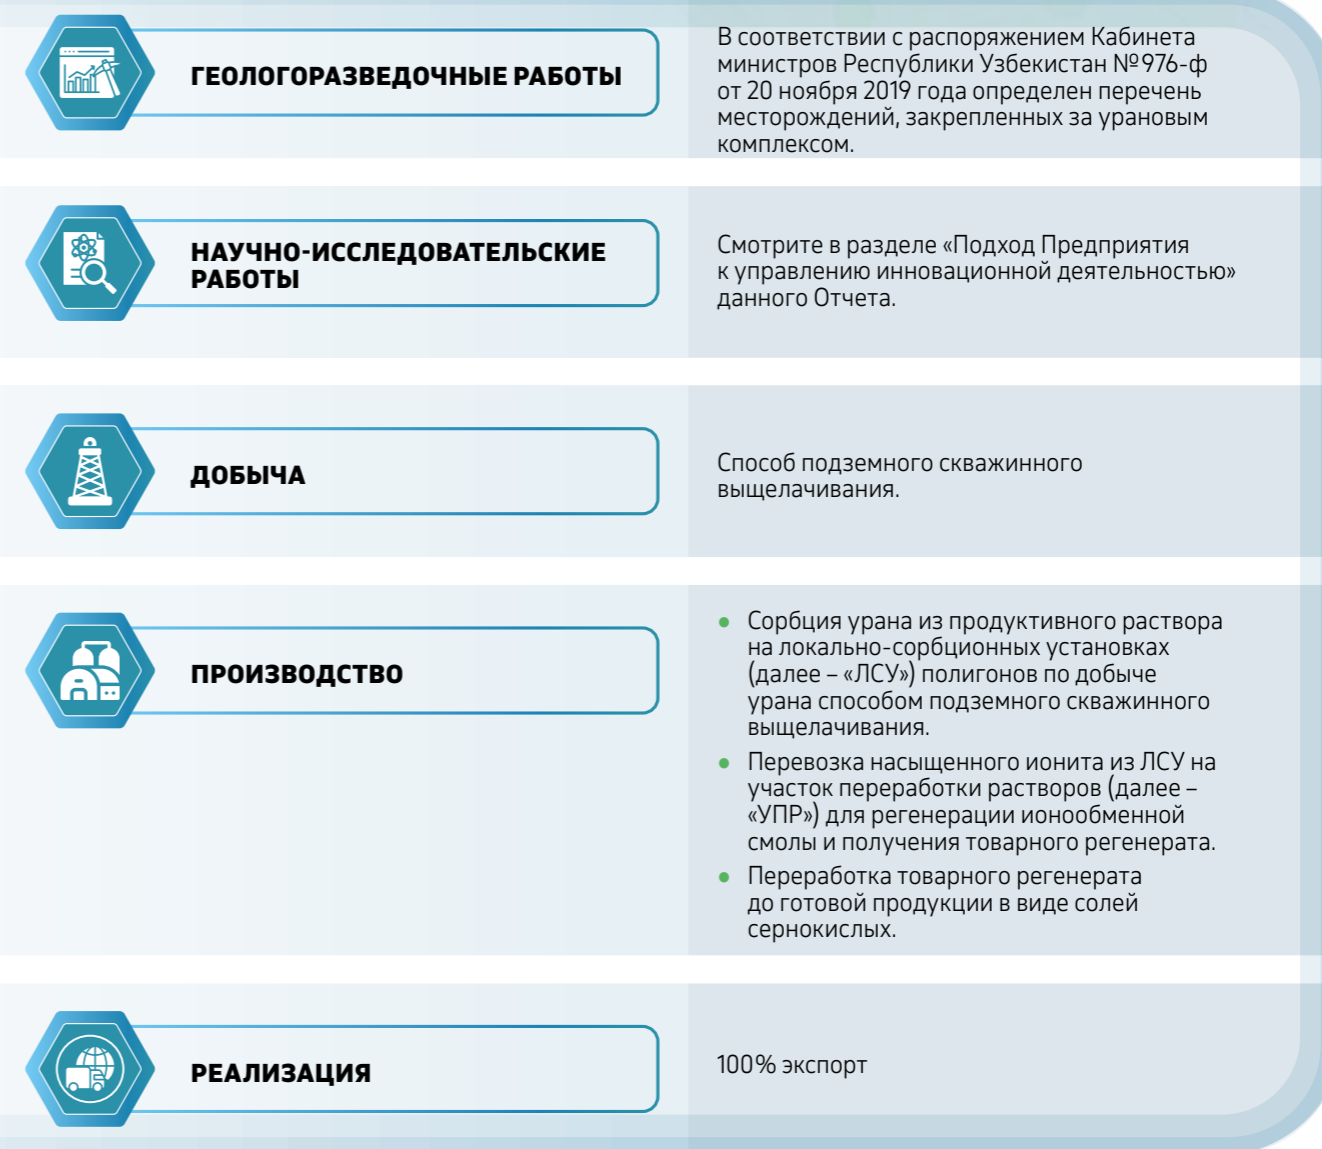 ГЕОЛОГОРАЗВЕДОЧНЫЕ РАБОТЫ
В соответствии с распоряжением Кабинета
министров Республики Узбекистан №976-ф
от 20 ноября 2019 года определен перечень
месторождений, закрепленных за урановым
комплексом.
НАУЧНО-ИССЛЕДОВАТЕЛЬСКИЕ
РАБОТЫ
Смотрите в разделе «Подход Предприятия
к управлению инновационной деятельностью»
данного Отчета.
ДОБЫЧА
Способ подземного скважинного
выщелачивания.
ПРОИЗВОДСТВО
● Сорбция урана из продуктивного раствора
на локально-сорбционных установках
(далее – «ЛСУ») полигонов по добыче
урана способом подземного скважинного
выщелачивания.
● Перевозка насыщенного ионита из ЛСУ на
участок переработки растворов (далее –
«УПР») для регенерации ионообменной
смолы и получения товарного регенерата.
● Переработка товарного регенерата
до готовой продукции в виде солей
сернокислых.
РЕАЛИЗАЦИЯ
100% экспорт